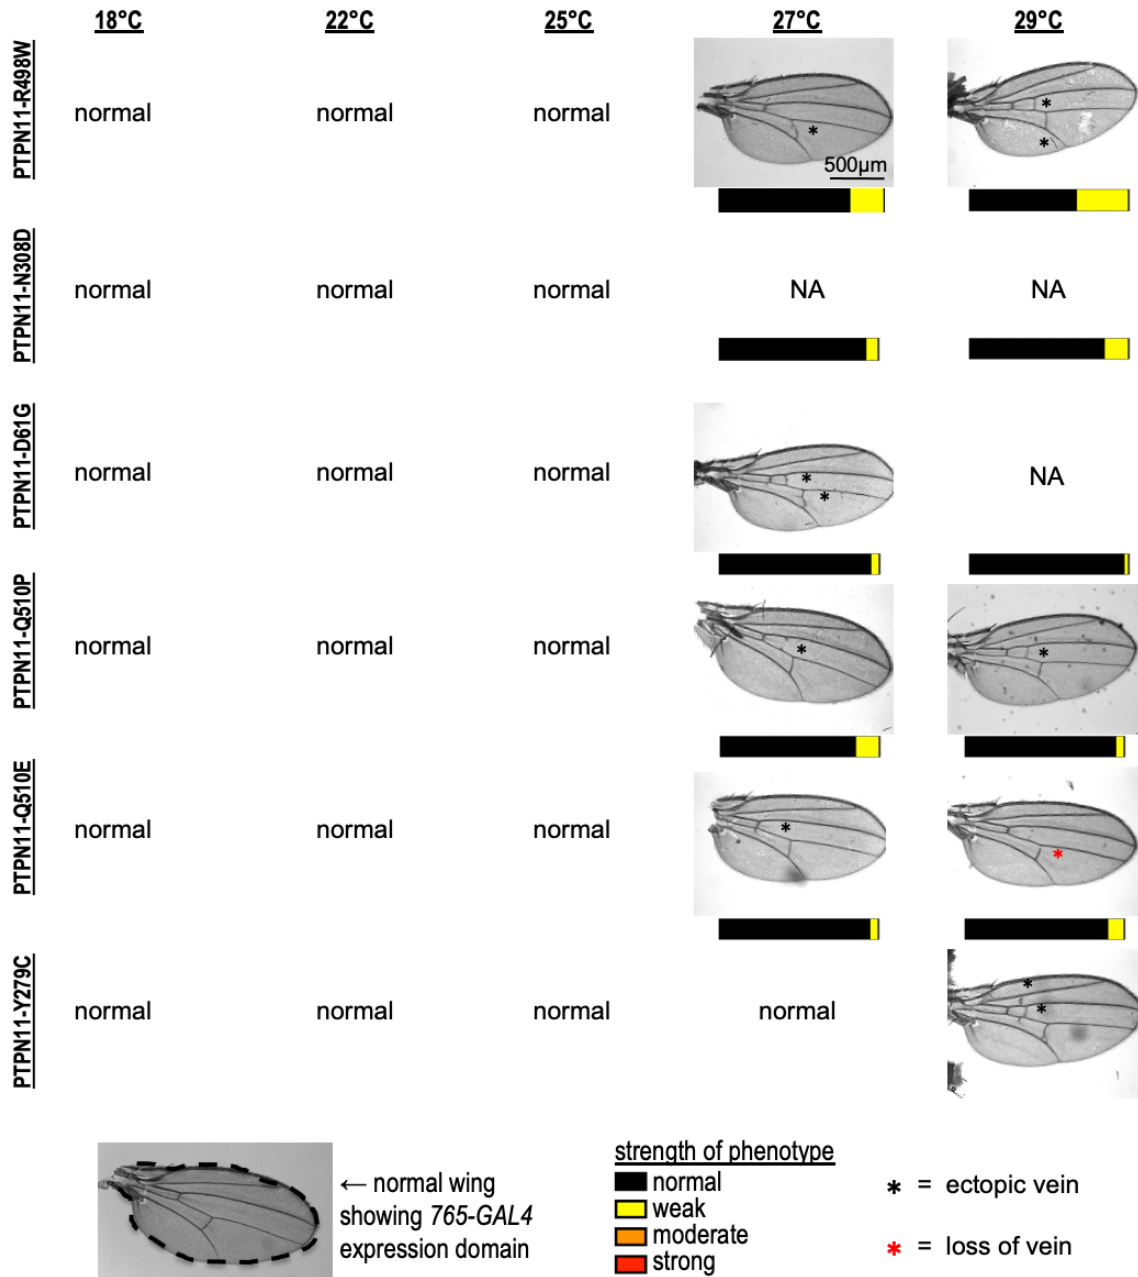 18°C 22°C 25°C 27°C 29°C
PTPN11-R498W
normal normal normal
* * *
500µm
PTPN11-N308D
normal normal normal NA NA
PTPN11-D61G
normal normal normal * * NA
PTPN11-Q510P
normal normal normal * *
PTPN11-Q510E
normal normal normal * *
PTPN11-Y279C
normal normal normal normal * *
← normal wing
showing 765-GAL4
expression domain
strength of phenotype
normal
weak
moderate
strong
* = ectopic vein
* = loss of vein